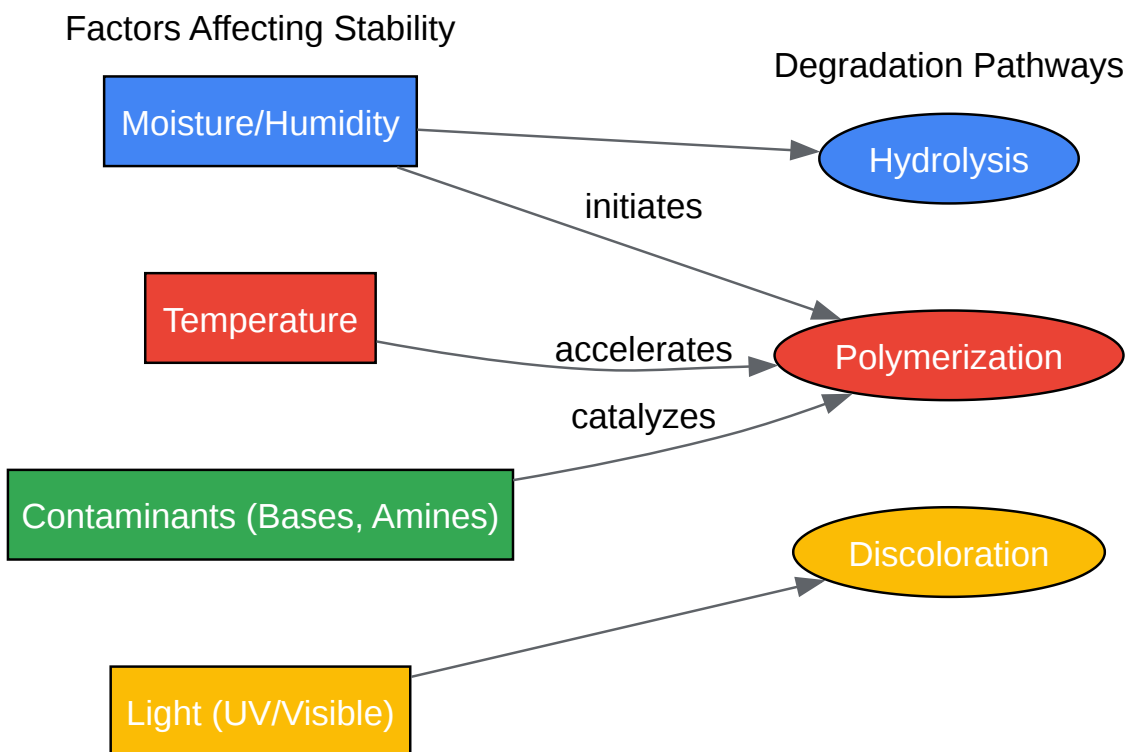 Factors Affecting Stability
Degradation Pathways
Moisture/Humidity
Hydrolysis
initiates
Temperature
accelerates
Polymerization
catalyzes
Contaminants (Bases, Amines)
Discoloration
Light (UV/Visible)